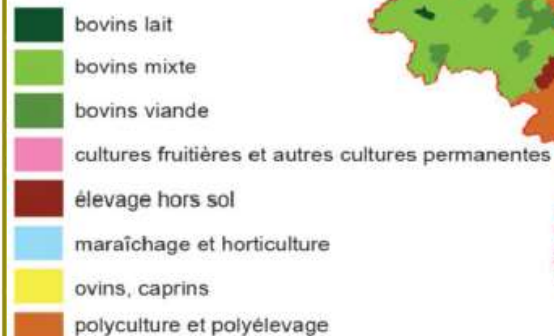 bovins lait
bovins mixte
bovins viande
cultures fruitières et autres cultures permanentes
élevage hors sol
maraîchage et horticulture
ovins, caprins
polyculture et polyélevage